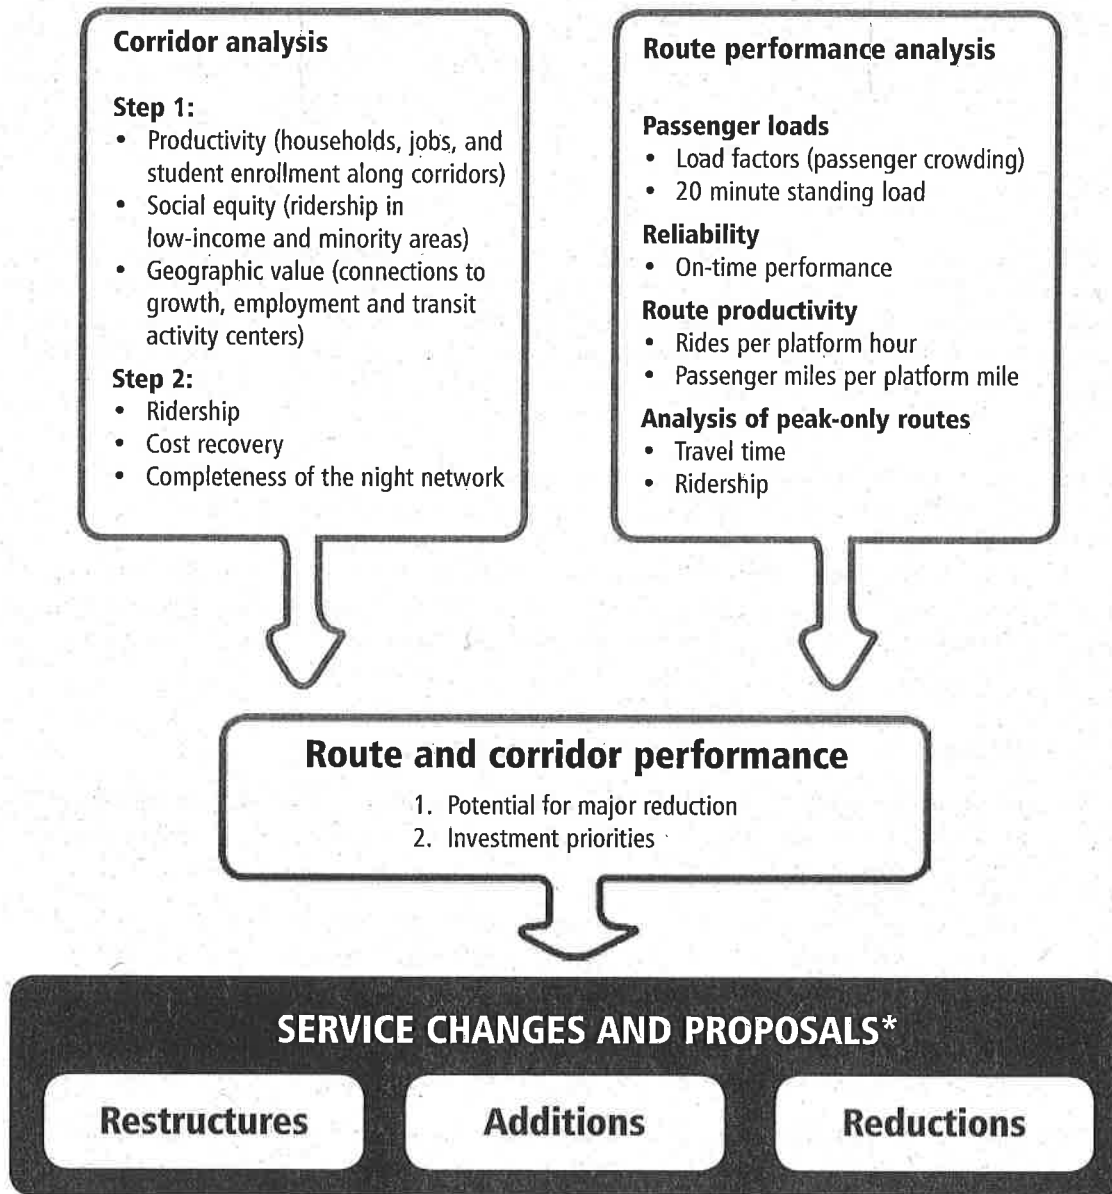 Corridor analysis
Step 1:
• Productivity (households, jobs, and
student enrollment along corridors)
• Social equity (ridership in
low-income and minority areas)
• Geographic value (connections to
growth, employment and transit
activity centers)
Step 2:
• Ridership
• Cost recovery
• Completeness of the night network
Route performance analysis
Passenger loads
• Load factors (passenger crowding)
• 20 minute standing load
Reliability
• On-time performance
Route productivity
• Rides per platform hour
• Passenger miles per platform mile
Analysis of peak-only routes
• Travel time
• Ridership
Route and corridor performance
1. Potential for major reduction
2. Investment priorities
SERVICE CHANGES AND PROPOSALS*
Restructures
Additions
Reductions